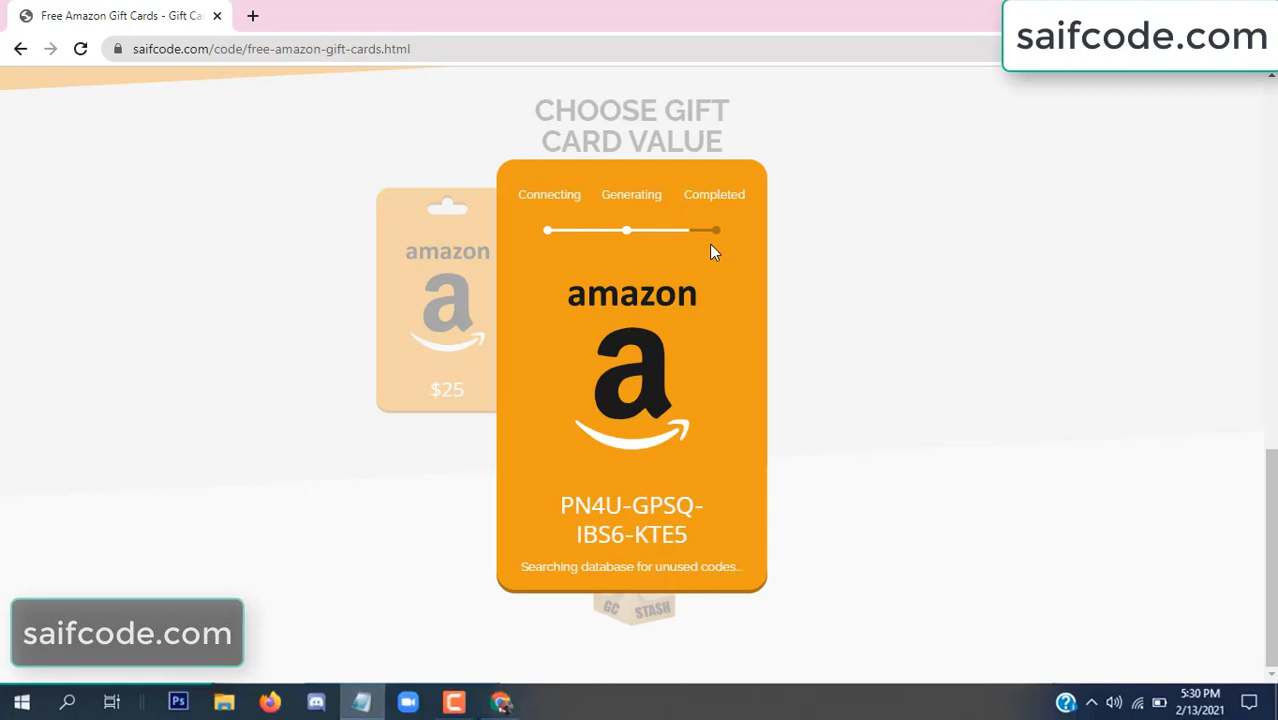 Free Amazon Gift Cards - Gift Ca
saifcode.com/code/free-amazon-gift-cards.html
saifcode.com
CHOOSE GIFT
CARD VALUE
Connecting Generating Completed
amazon
a
$25
amazon
a
PN4U-GPSQ-
IBS6-KTE5
Searching database for unused codes...
GC STASH
saifcode.com
Ps
5:30 PM
2/13/2021